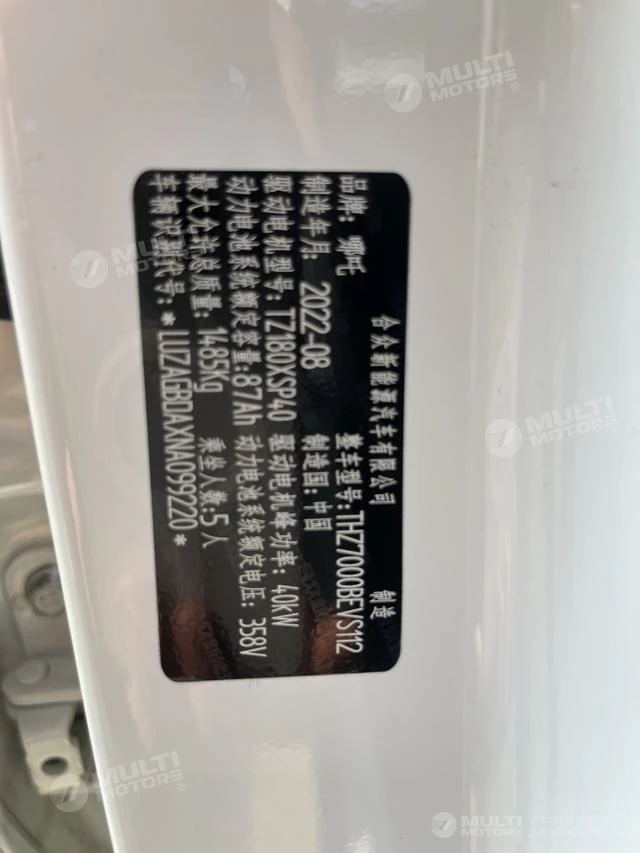 合众新能源汽车有限公司 制造
品牌: 哪吒 整车型号: THZ7000BEVS112
制造年月: 2022-08 制造国: 中国
驱动电机型号: TZ180XSP40 驱动电机峰功率: 40kW
动力电池系统额定容量: 87Ah 动力电池系统额定电压: 358V
最大允许总质量: 1485kg 乘坐人数: 5人
车辆识别代号: *LUZAGBDAXNA099220*
MULTI MOTORS®
MULTI MOTORS®
MULTI MOTORS®
MULTI MOTORS®
MULTI MOTORS